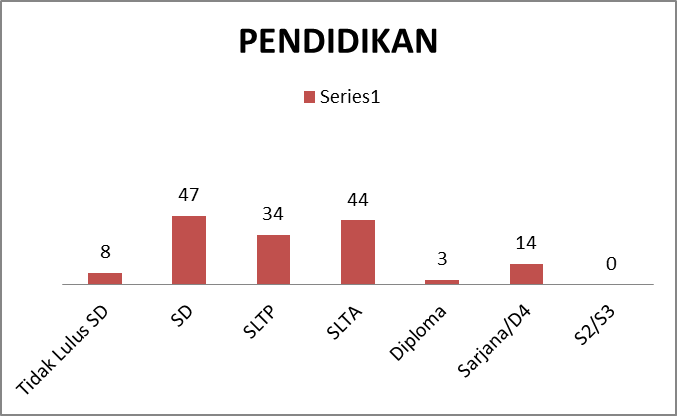 PENDIDIKAN
Series1
8
47
34
44
3
14
0
Tidak Lulus SD
SD
SLTP
SLTA
Diploma
Sarjana/D4
S2/S3